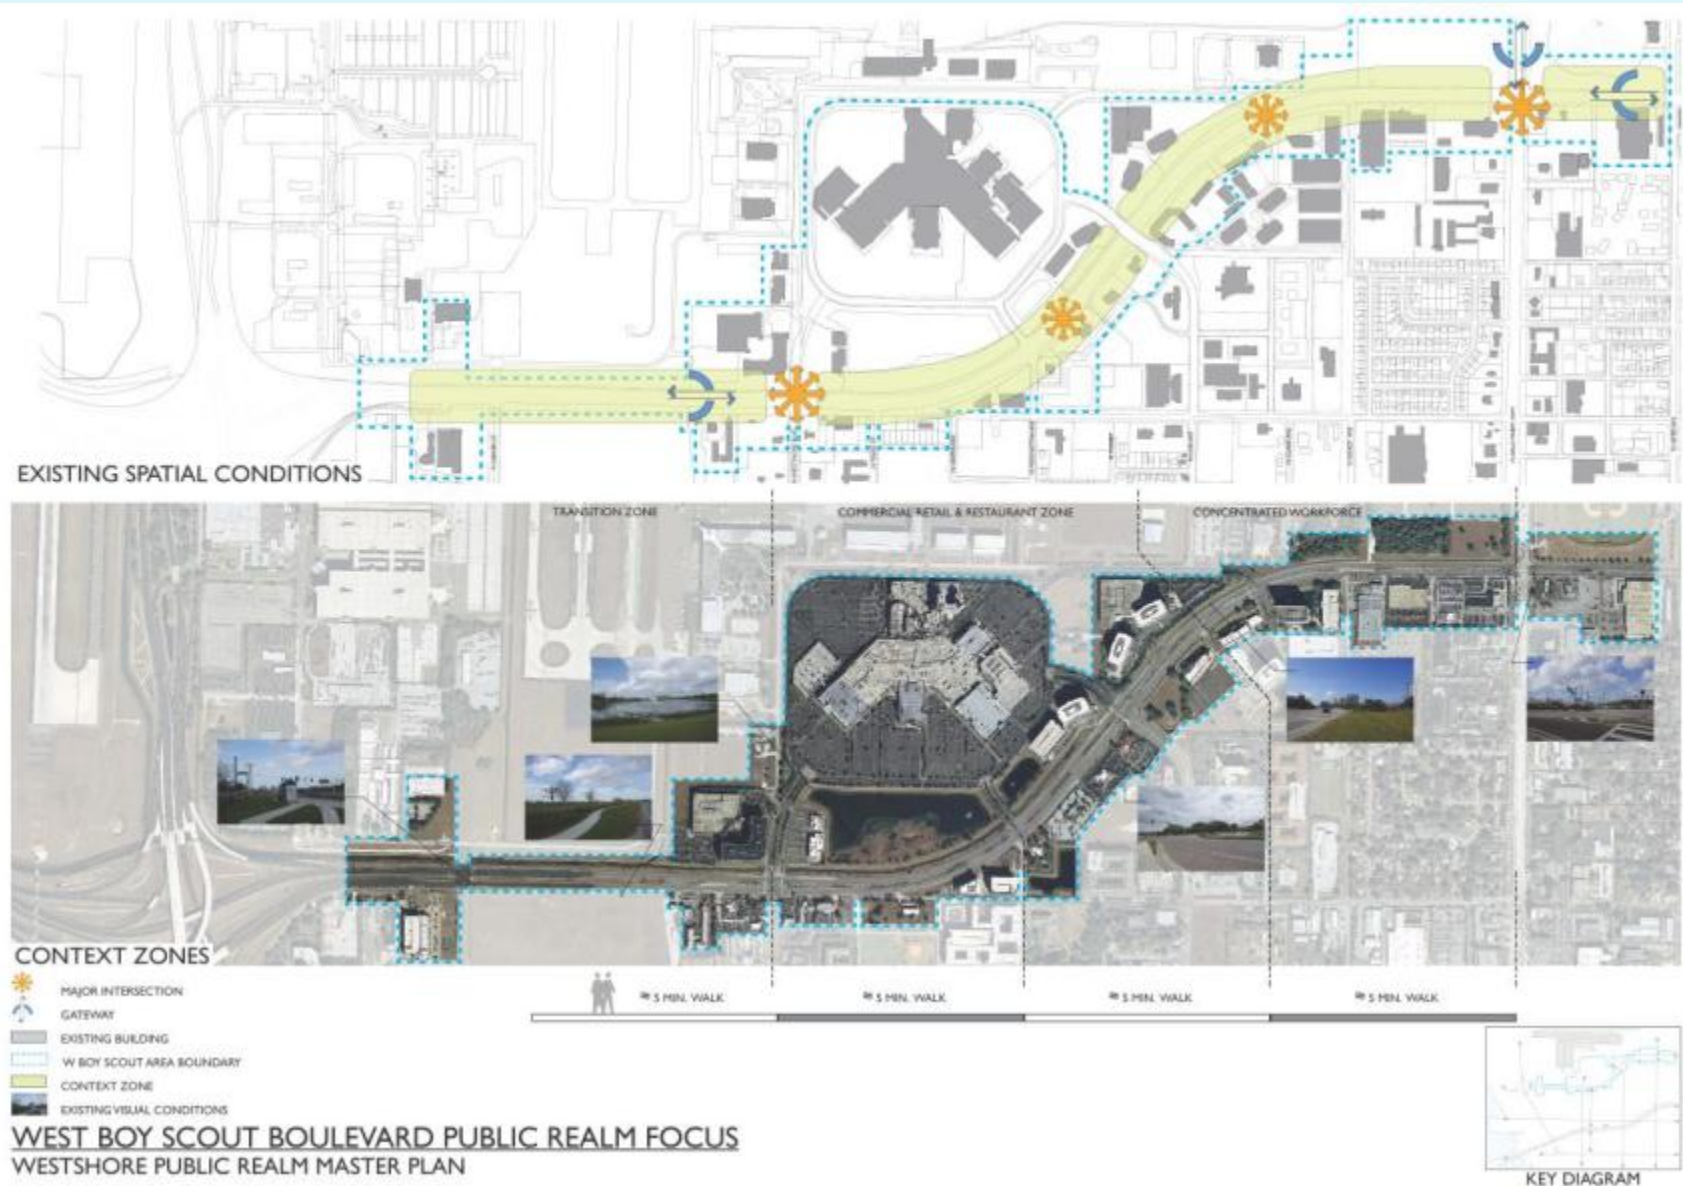 EXISTING SPATIAL CONDITIONS
TRANSITION ZONE
COMMERCIAL RETAIL & RESTAURANT ZONE
CONCENTRATED WORKFORCE
CONTEXT ZONES
MAJOR INTERSECTION
GATEWAY
EXISTING BUILDING
W BOY SCOUT AREA BOUNDARY
CONTEXT ZONE
EXISTING VISUAL CONDITIONS
≈ 5 MIN. WALK
≈ 5 MIN. WALK
≈ 5 MIN. WALK
≈ 5 MIN. WALK
WEST BOY SCOUT BOULEVARD PUBLIC REALM FOCUS
WESTSHORE PUBLIC REALM MASTER PLAN
KEY DIAGRAM